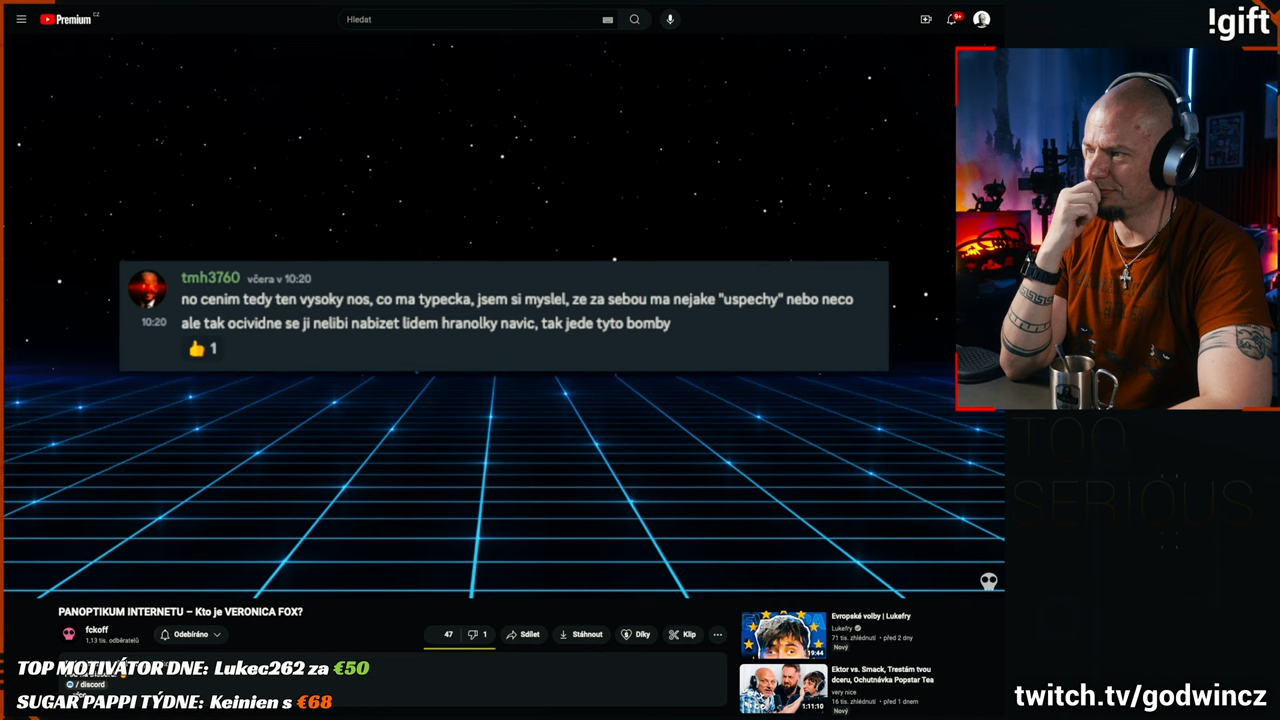 Premium CZ
Hledat
9+
!gift
tmh3760 včera v 10:20
no cenim tedy ten vysoky nos, co ma typecka, jsem si myslel, ze za sebou ma nejake "uspechy" nebo neco
10:20
ale tak ocividne se ji nelibi nabizet lidem hranolky navic, tak jede tyto bomby
👍 1
TOO
SERIÖUS
PANOPTIKUM INTERNETU – Kto je VERONICA FOX?
fckoff
1,13 tis. odběratelů
Odebíráno
47
1
Sdílet
Stáhnout
Díky
Klip
Evropské volby | Lukefry
Lukefry
71 tis. zhlédnutí • před 2 dny
Nový
19:44
Ektor vs. Smack, Trestám tvou
dceru, Ochutnávka Popstar Tea
very nice
16 tis. zhlédnutí • před 1 dnem
Nový
1:11:10
TOP MOTIVÁTOR DNE: Lukec262 za €50
/ discord
SUGAR PAPPI TÝDNE: Keinien s €68
twitch.tv/godwincz